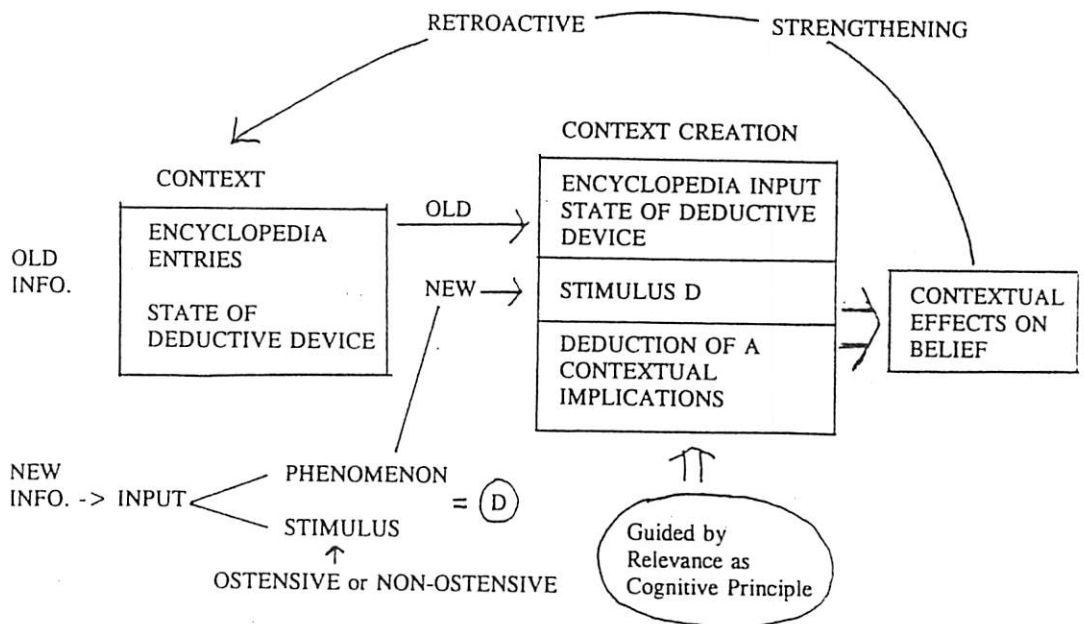 RETROACTIVE STRENGTHENING
CONTEXT CREATION
CONTEXT
OLD
INFO.
ENCYCLOPEDIA
ENTRIES
STATE OF
DEDUCTIVE DEVICE
OLD
NEW
ENCYCLOPEDIA INPUT
STATE OF DEDUCTIVE
DEVICE
STIMULUS D
DEDUCTION OF A
CONTEXTUAL
IMPLICATIONS
CONTEXTUAL
EFFECTS ON
BELIEF
NEW
INFO. -> INPUT
PHENOMENON
STIMULUS
= D
OSTENSIVE or NON-OSTENSIVE
Guided by
Relevance as
Cognitive Principle